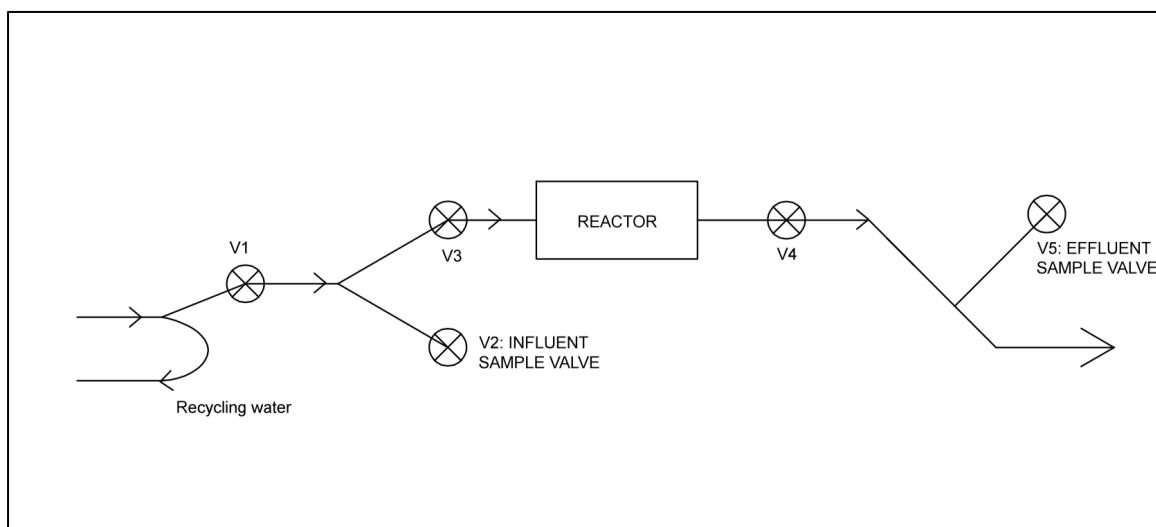 REACTOR
V1
V3
V4
V5: EFFLUENT
SAMPLE VALVE
V2: INFLUENT
SAMPLE VALVE
Recycling water